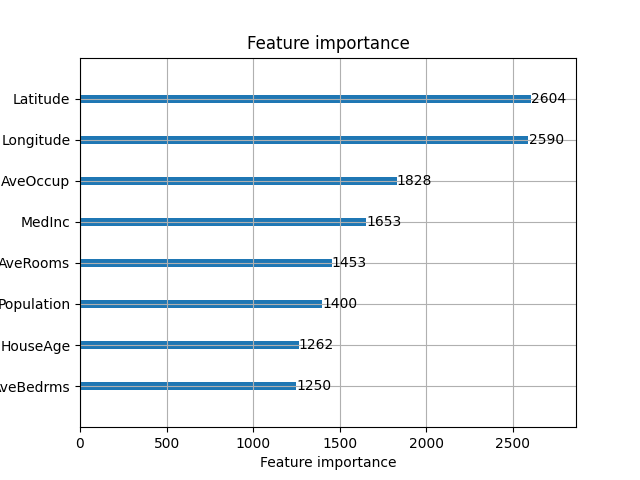 Feature importance
Latitude 2604
Longitude 2590
AveOccup 1828
MedInc 1653
AveRooms 1453
Population 1400
HouseAge 1262
veBedrms 1250
0 500 1000 1500 2000 2500
Feature importance